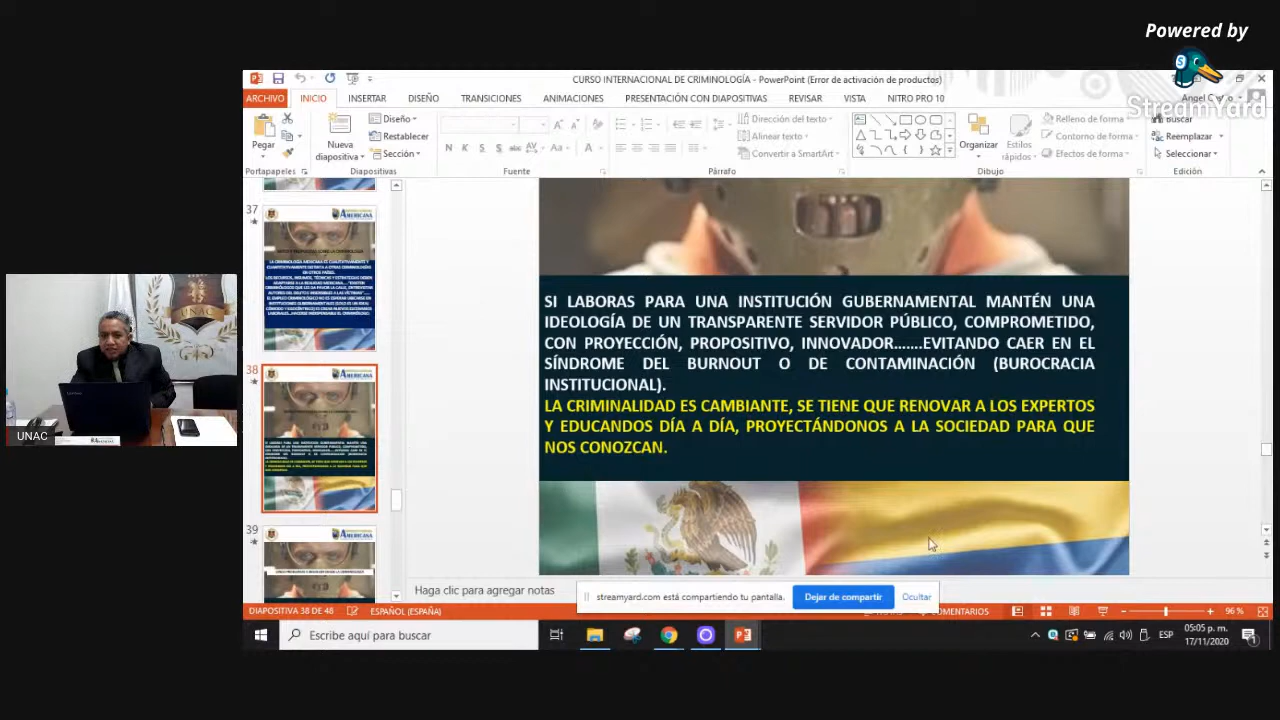 Powered by
StreamYard
CURSO INTERNACIONAL DE CRIMINOLOGÍA - PowerPoint (Error de activación de productos)
ARCHIVO INICIO INSERTAR DISEÑO TRANSICIONES ANIMACIONES PRESENTACIÓN CON DIAPOSITIVAS REVISAR VISTA NITRO PRO 10
Pegar
Nueva
diapositiva
Diseño
Restablecer
Sección
Dirección del texto
Alinear texto
Convertir a SmartArt
Organizar
Estilos
rápidos
Relleno de forma
Contorno de forma
Efectos de forma
Buscar
Reemplazar
Seleccionar
Portapapeles Diapositivas Fuente Párrafo Dibujo Edición
37
AMERICANA
38
39
UNAC
UNAC
SI LABORAS PARA UNA INSTITUCIÓN GUBERNAMENTAL MANTÉN UNA
IDEOLOGÍA DE UN TRANSPARENTE SERVIDOR PÚBLICO, COMPROMETIDO,
CON PROYECCIÓN, PROPOSITIVO, INNOVADOR.......EVITANDO CAER EN EL
SÍNDROME DEL BURNOUT O DE CONTAMINACIÓN (BUROCRACIA
INSTITUCIONAL).
LA CRIMINALIDAD ES CAMBIANTE, SE TIENE QUE RENOVAR A LOS EXPERTOS
Y EDUCANDOS DÍA A DÍA, PROYECTÁNDONOS A LA SOCIEDAD PARA QUE
NOS CONOZCAN.
Haga clic para agregar notas
streamyard.com está compartiendo tu pantalla.
Dejar de compartir
Ocultar
DIAPOSITIVA 38 DE 48 ESPAÑOL (ESPAÑA) COMENTARIOS 96 %
Escribe aquí para buscar
ESP
05:05 p. m.
17/11/2020